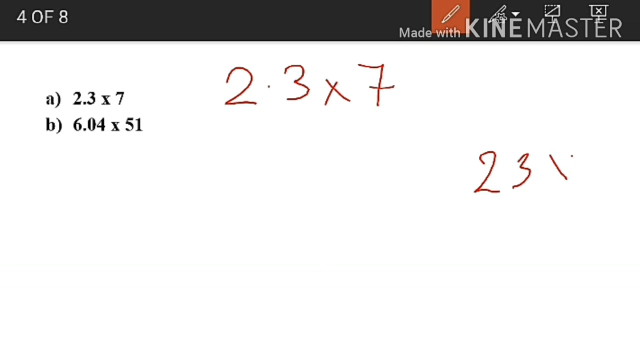 4 OF 8
Made with KINEMASTER
2.3 x 7
a) 2.3 x 7
b) 6.04 x 51
23 \